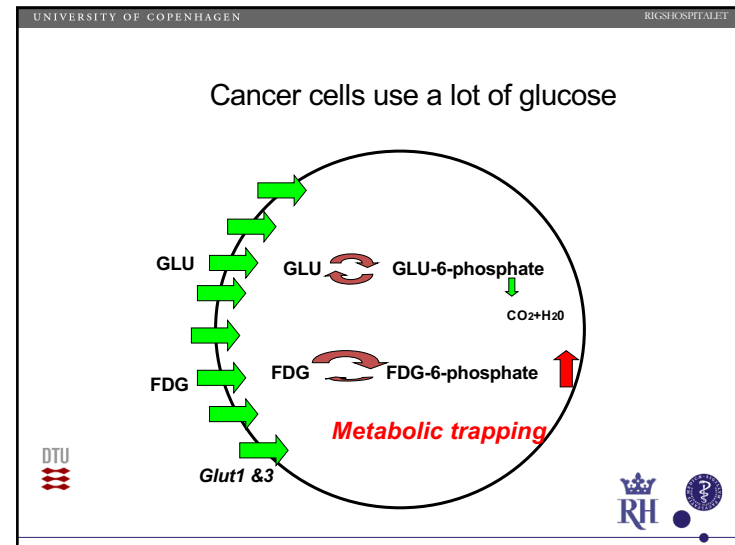 UNIVERSITY OF COPENHAGEN RIGSHOSPITALET
Cancer cells use a lot of glucose
GLU GLU GLU-6-phosphate
CO2+H20
FDG FDG FDG-6-phosphate
Metabolic trapping
Glut1 &3
DTU
RH